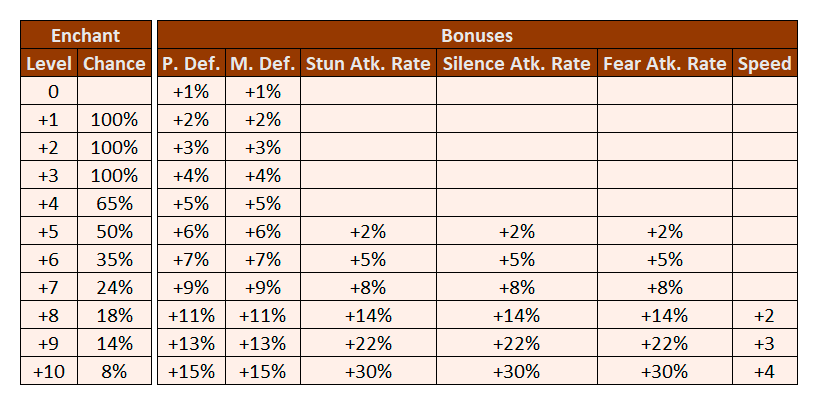 Enchant Bonuses
Level Chance P. Def. M. Def. Stun Atk. Rate Silence Atk. Rate Fear Atk. Rate Speed
0 +1% +1%
+1 100% +2% +2%
+2 100% +3% +3%
+3 100% +4% +4%
+4 65% +5% +5%
+5 50% +6% +6% +2% +2% +2%
+6 35% +7% +7% +5% +5% +5%
+7 24% +9% +9% +8% +8% +8%
+8 18% +11% +11% +14% +14% +14% +2
+9 14% +13% +13% +22% +22% +22% +3
+10 8% +15% +15% +30% +30% +30% +4